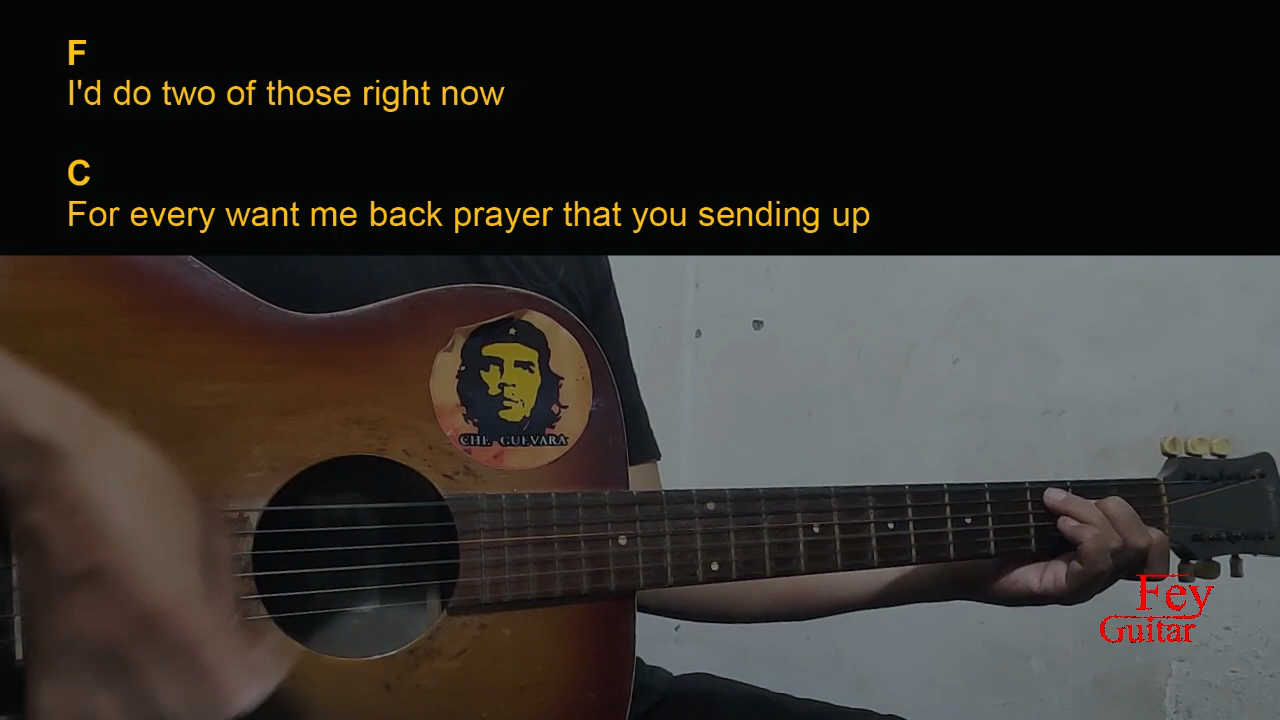 F
I'd do two of those right now
C
For every want me back prayer that you sending up
CHE GUEVARA
Fey
Guitar